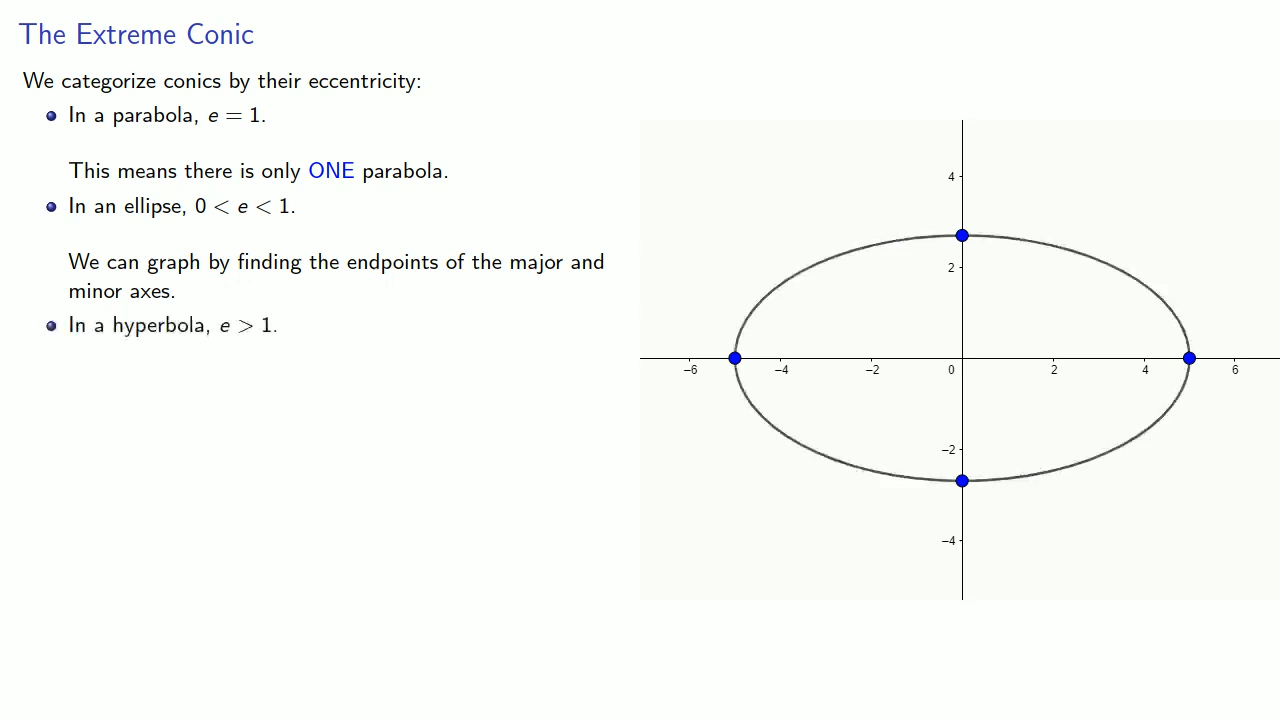 The Extreme Conic
We categorize conics by their eccentricity:
In a parabola, e = 1.
This means there is only ONE parabola.
In an ellipse, 0 < e < 1.
We can graph by finding the endpoints of the major and
minor axes.
In a hyperbola, e > 1.
4
2
−6 −4 −2 0 2 4 6
−2
−4